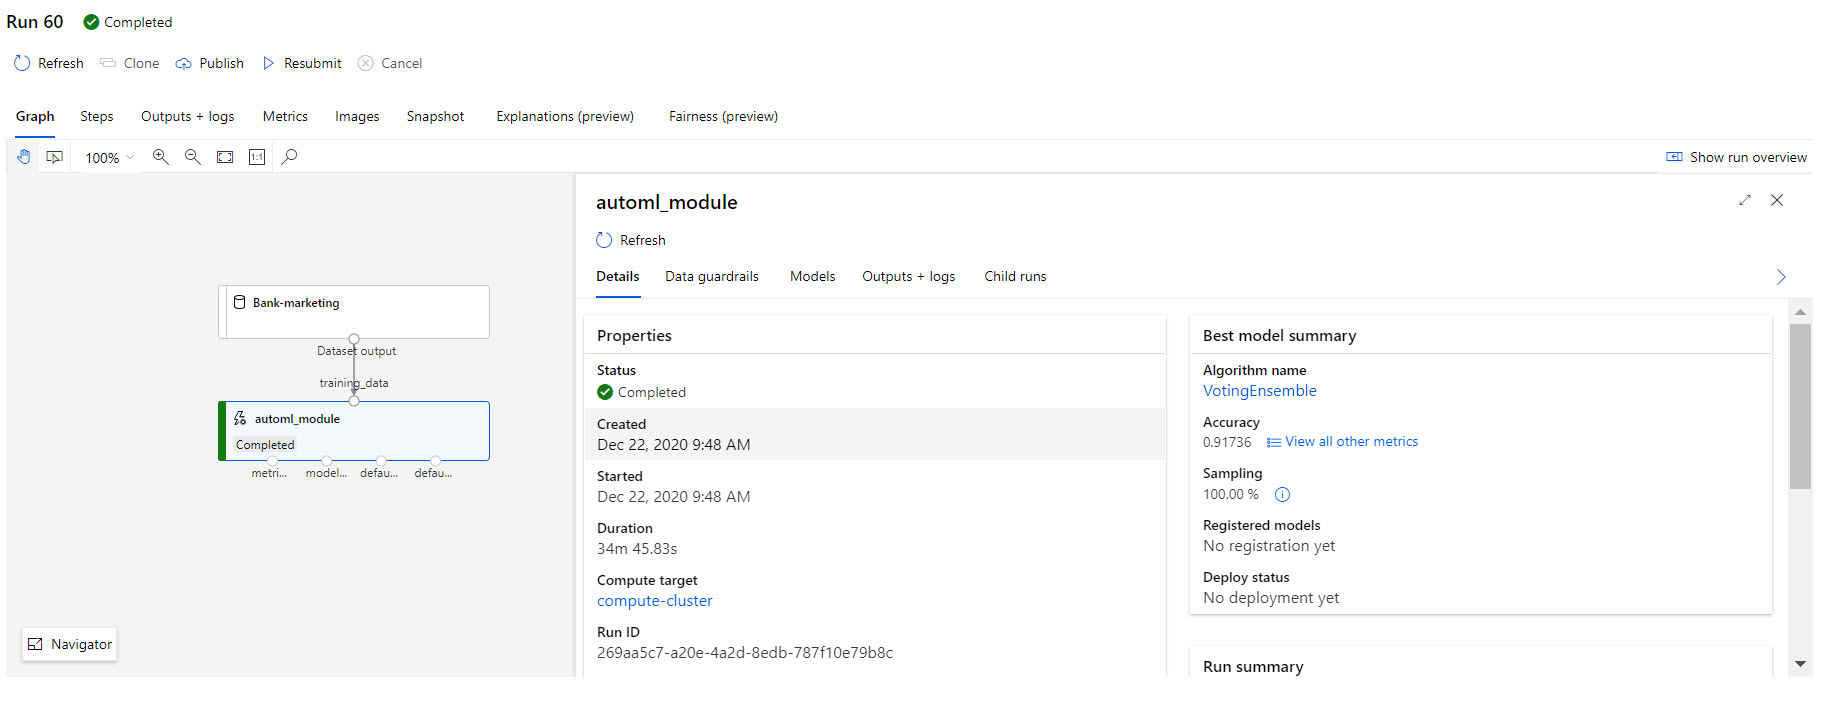 Run 60 Completed
Refresh Clone Publish Resubmit Cancel
Graph Steps Outputs + logs Metrics Images Snapshot Explanations (preview) Fairness (preview)
100% 1:1 Show run overview
Bank-marketing
Dataset output
training_data
automl_module
Completed
metri... model... defau... defau...
Navigator
automl_module
Refresh
Details Data guardrails Models Outputs + logs Child runs
Properties
Status
Completed
Created
Dec 22, 2020 9:48 AM
Started
Dec 22, 2020 9:48 AM
Duration
34m 45.83s
Compute target
compute-cluster
Run ID
269aa5c7-a20e-4a2d-8edb-787f10e79b8c
Best model summary
Algorithm name
VotingEnsemble
Accuracy
0.91736 View all other metrics
Sampling
100.00 %
Registered models
No registration yet
Deploy status
No deployment yet
Run summary